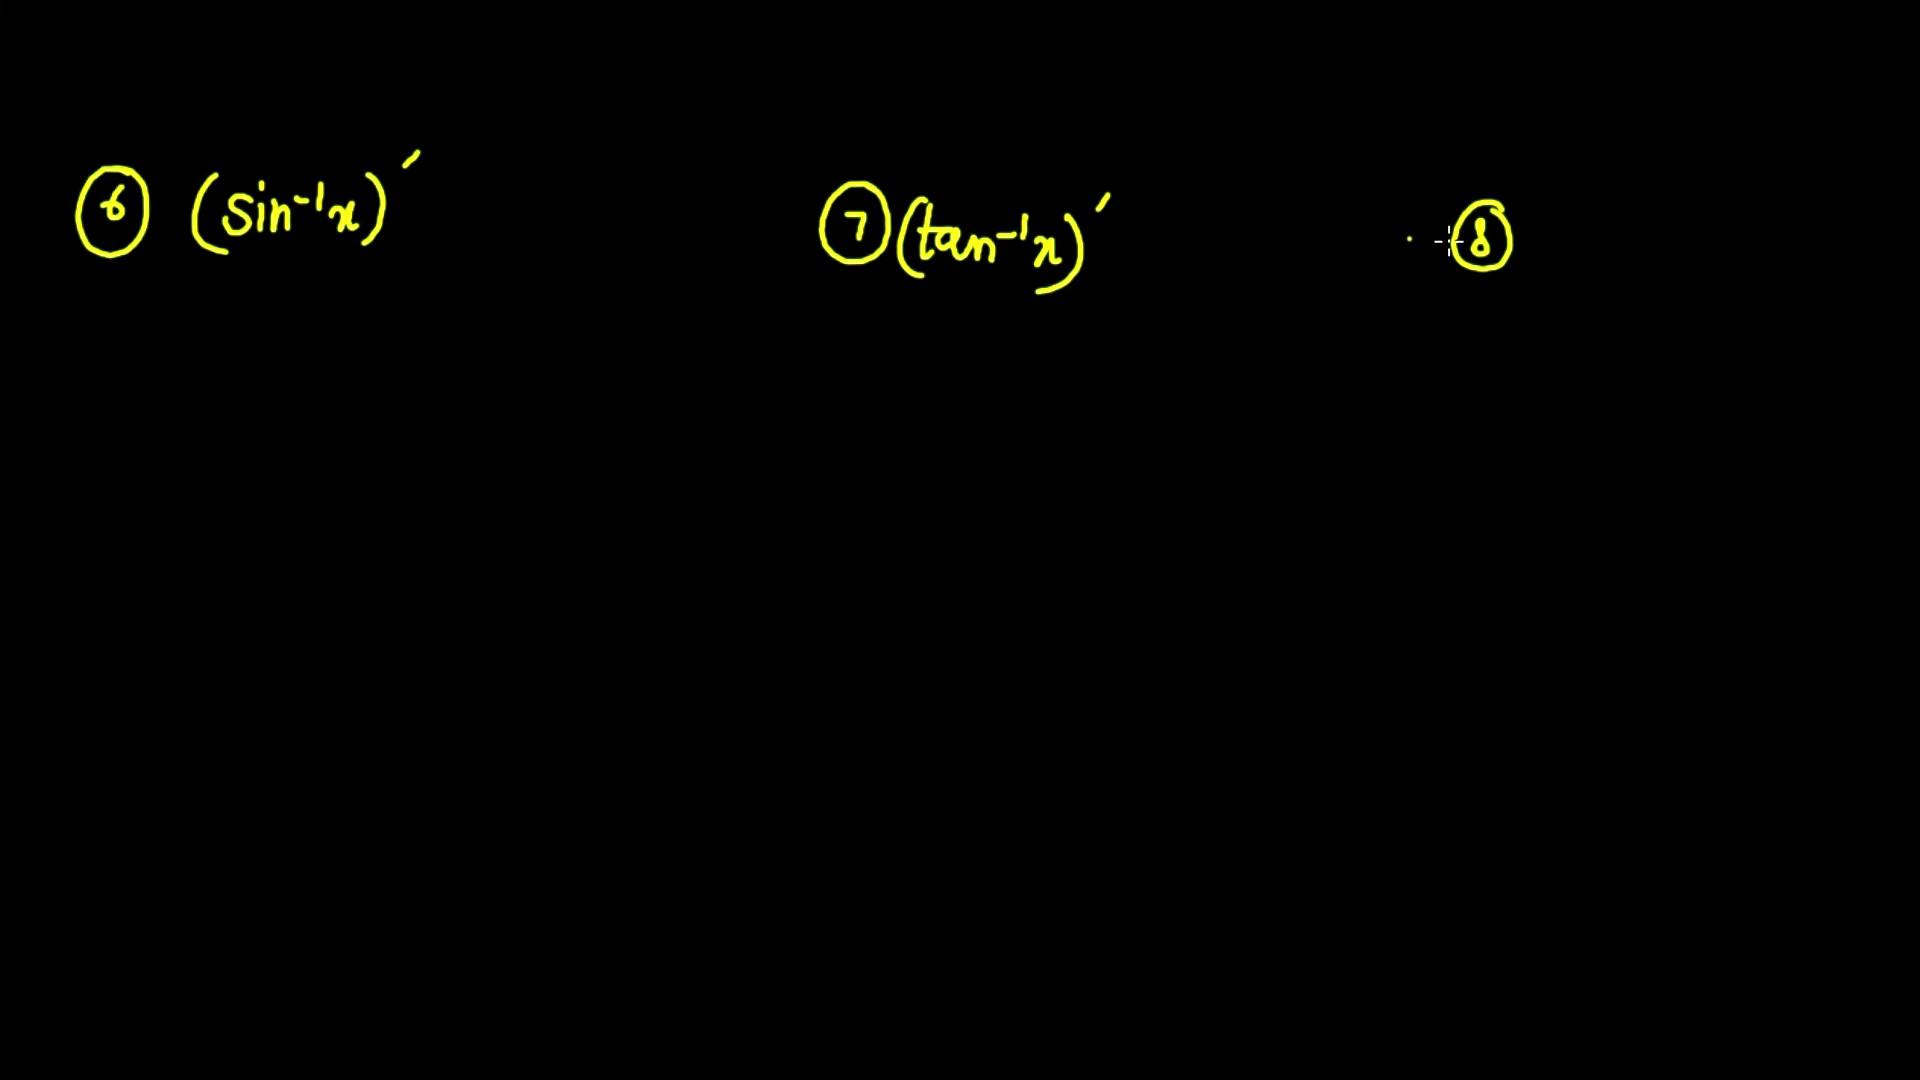 ⑥ (sin⁻¹x)′ ⑦ (tan⁻¹x)′ ⑧